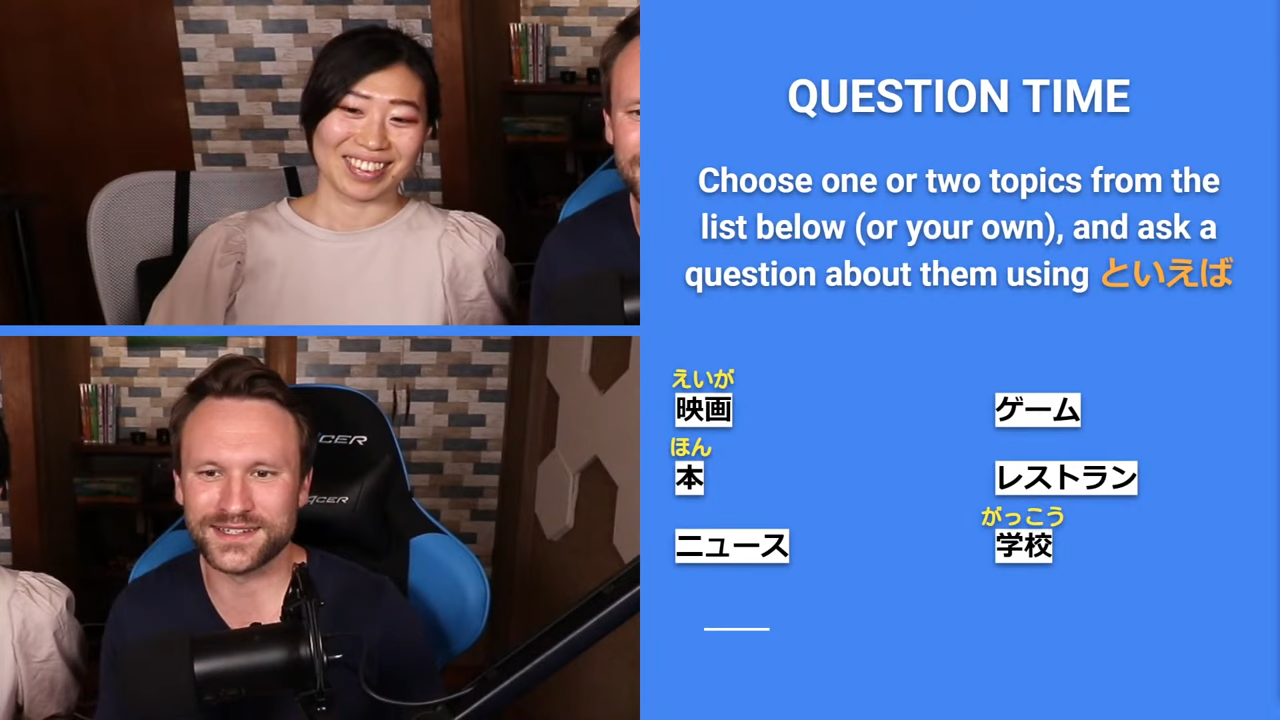 QUESTION TIME
Choose one or two topics from the
list below (or your own), and ask a
question about them using といえば
えいが
映画
ゲーム
ほん
本
レストラン
ニュース
がっこう
学校
ACER